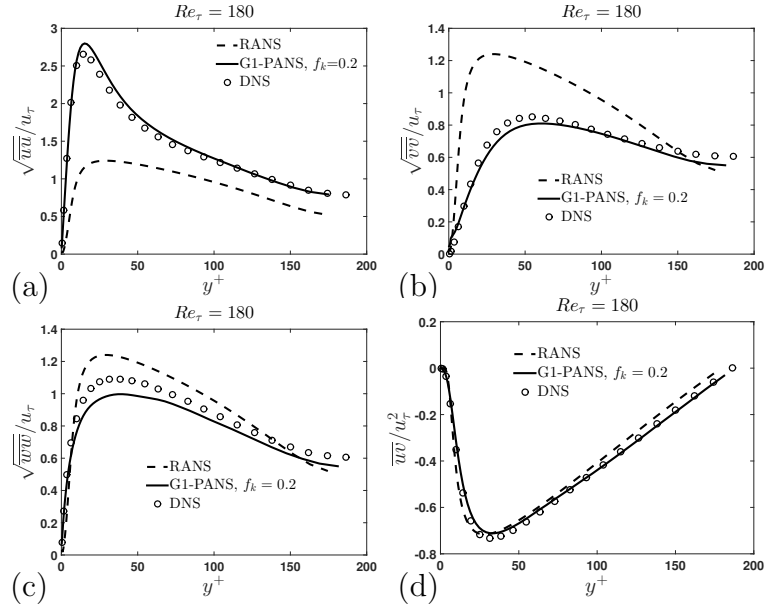 Re_τ = 180
√uu/u_τ
3
2.5
2
1.5
1
0.5
0
RANS
G1-PANS, f_k=0.2
DNS
0 50 100 150 200
y^+
(a)
Re_τ = 180
√vv/u_τ
1.4
1.2
1
0.8
0.6
0.4
0.2
0
RANS
G1-PANS, f_k = 0.2
DNS
0 50 100 150 200
y^+
(b)
Re_τ = 180
√ww/u_τ
1.4
1.2
1
0.8
0.6
0.4
0.2
0
RANS
G1-PANS, f_k = 0.2
DNS
0 50 100 150 200
y^+
(c)
Re_τ = 180
uv/u_τ^2
0.2
0
-0.2
-0.4
-0.6
-0.8
RANS
G1-PANS, f_k = 0.2
DNS
0 50 100 150 200
y^+
(d)